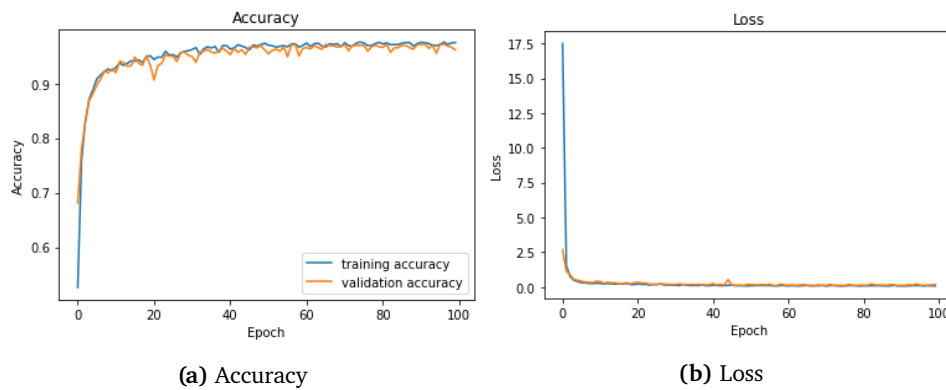 Accuracy
0.9
0.8
0.7
0.6
Accuracy
training accuracy
validation accuracy
0 20 40 60 80 100
Epoch
(a) Accuracy
Loss
17.5
15.0
12.5
10.0
7.5
5.0
2.5
0.0
Loss
0 20 40 60 80 100
Epoch
(b) Loss